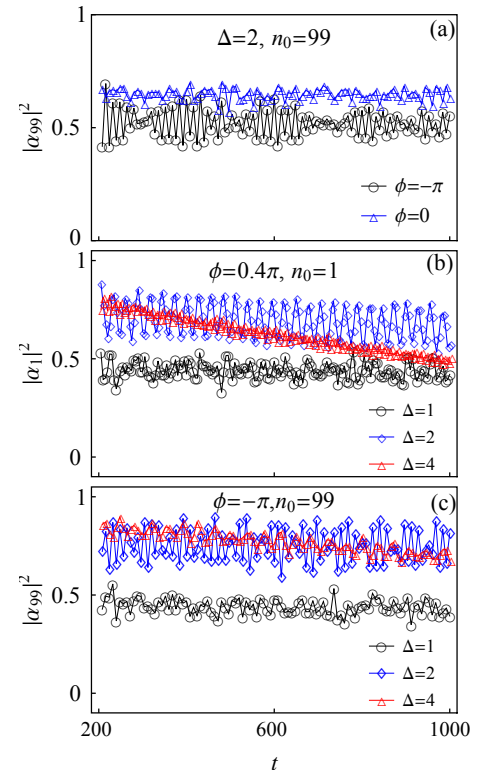 (a)
Δ=2, n₀=99
1
0.5
0
|α₉₉|²
ϕ=−π
ϕ=0
(b)
ϕ=0.4π, n₀=1
1
0.5
0
|α₁|²
Δ=1
Δ=2
Δ=4
(c)
ϕ=-π,n₀=99
1
0.5
0
|α₉₉|²
Δ=1
Δ=2
Δ=4
200 600 1000
t